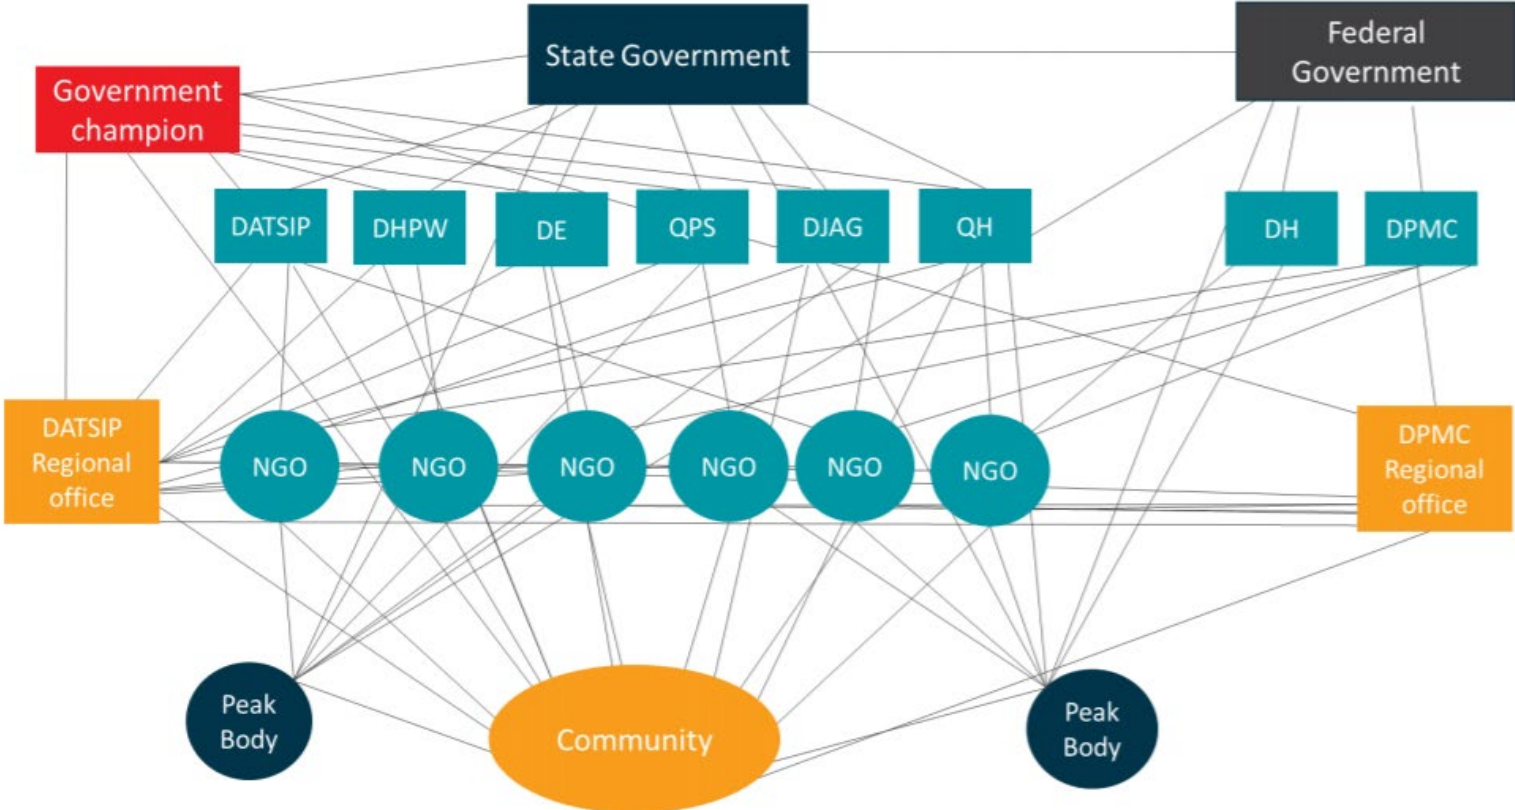 State Government
Federal
Government
Government
champion
DATSIP
DHPW
DE
QPS
DJAG
QH
DH
DPMC
DATSIP
Regional
office
NGO
NGO
NGO
NGO
NGO
NGO
DPMC
Regional
office
Peak
Body
Community
Peak
Body